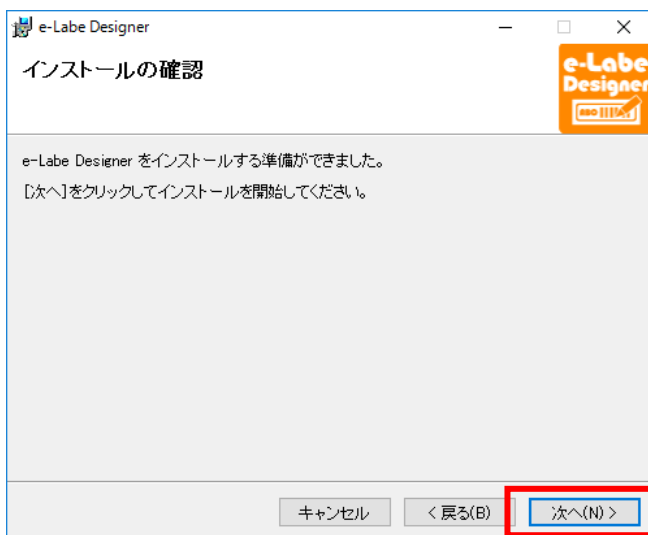 e-Labe Designer
インストールの確認
e-Labe
Designer
ABC
e-Labe Designer をインストールする準備ができました。
[次へ]をクリックしてインストールを開始してください。
キャンセル
< 戻る(B)
次へ(N) >